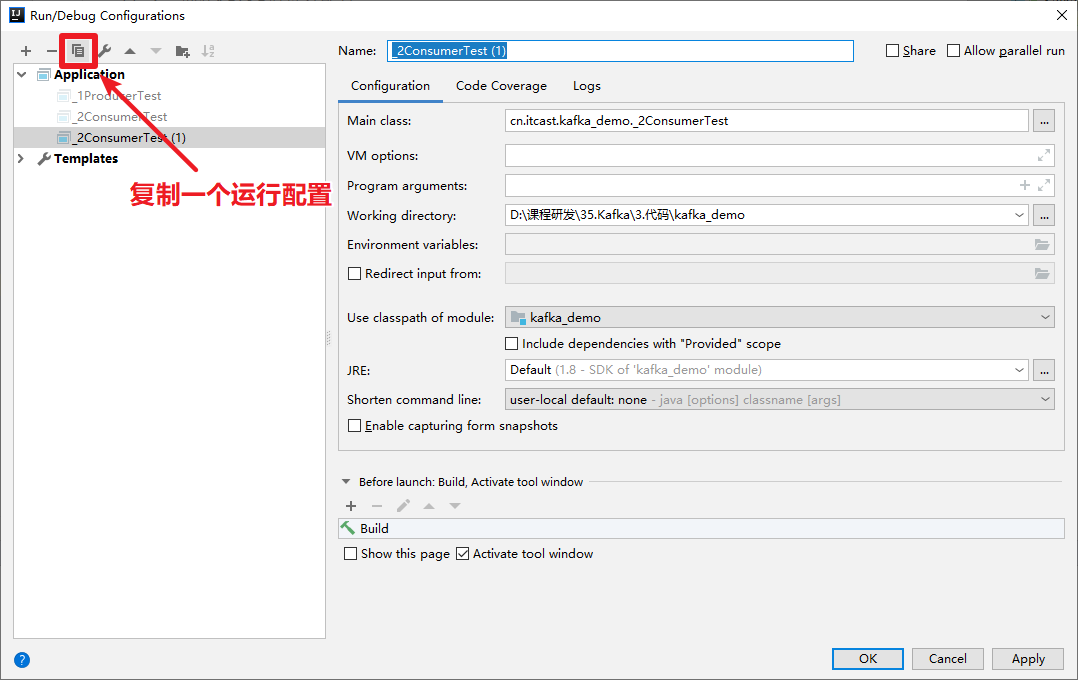 Run/Debug Configurations
Name: _2ConsumerTest (1) Share Allow parallel run
Application
_1ProducerTest
_2ConsumerTest
_2ConsumerTest (1)
Templates
复制一个运行配置
Configuration Code Coverage Logs
Main class: cn.itcast.kafka_demo._2ConsumerTest ...
VM options:
Program arguments:
Working directory: D:\课程研发\35.Kafka\3.代码\kafka_demo ...
Environment variables:
Redirect input from:
Use classpath of module: kafka_demo
Include dependencies with "Provided" scope
JRE: Default (1.8 - SDK of 'kafka_demo' module) ...
Shorten command line: user-local default: none - java [options] classname [args]
Enable capturing form snapshots
Before launch: Build, Activate tool window
Build
Show this page Activate tool window
? OK Cancel Apply